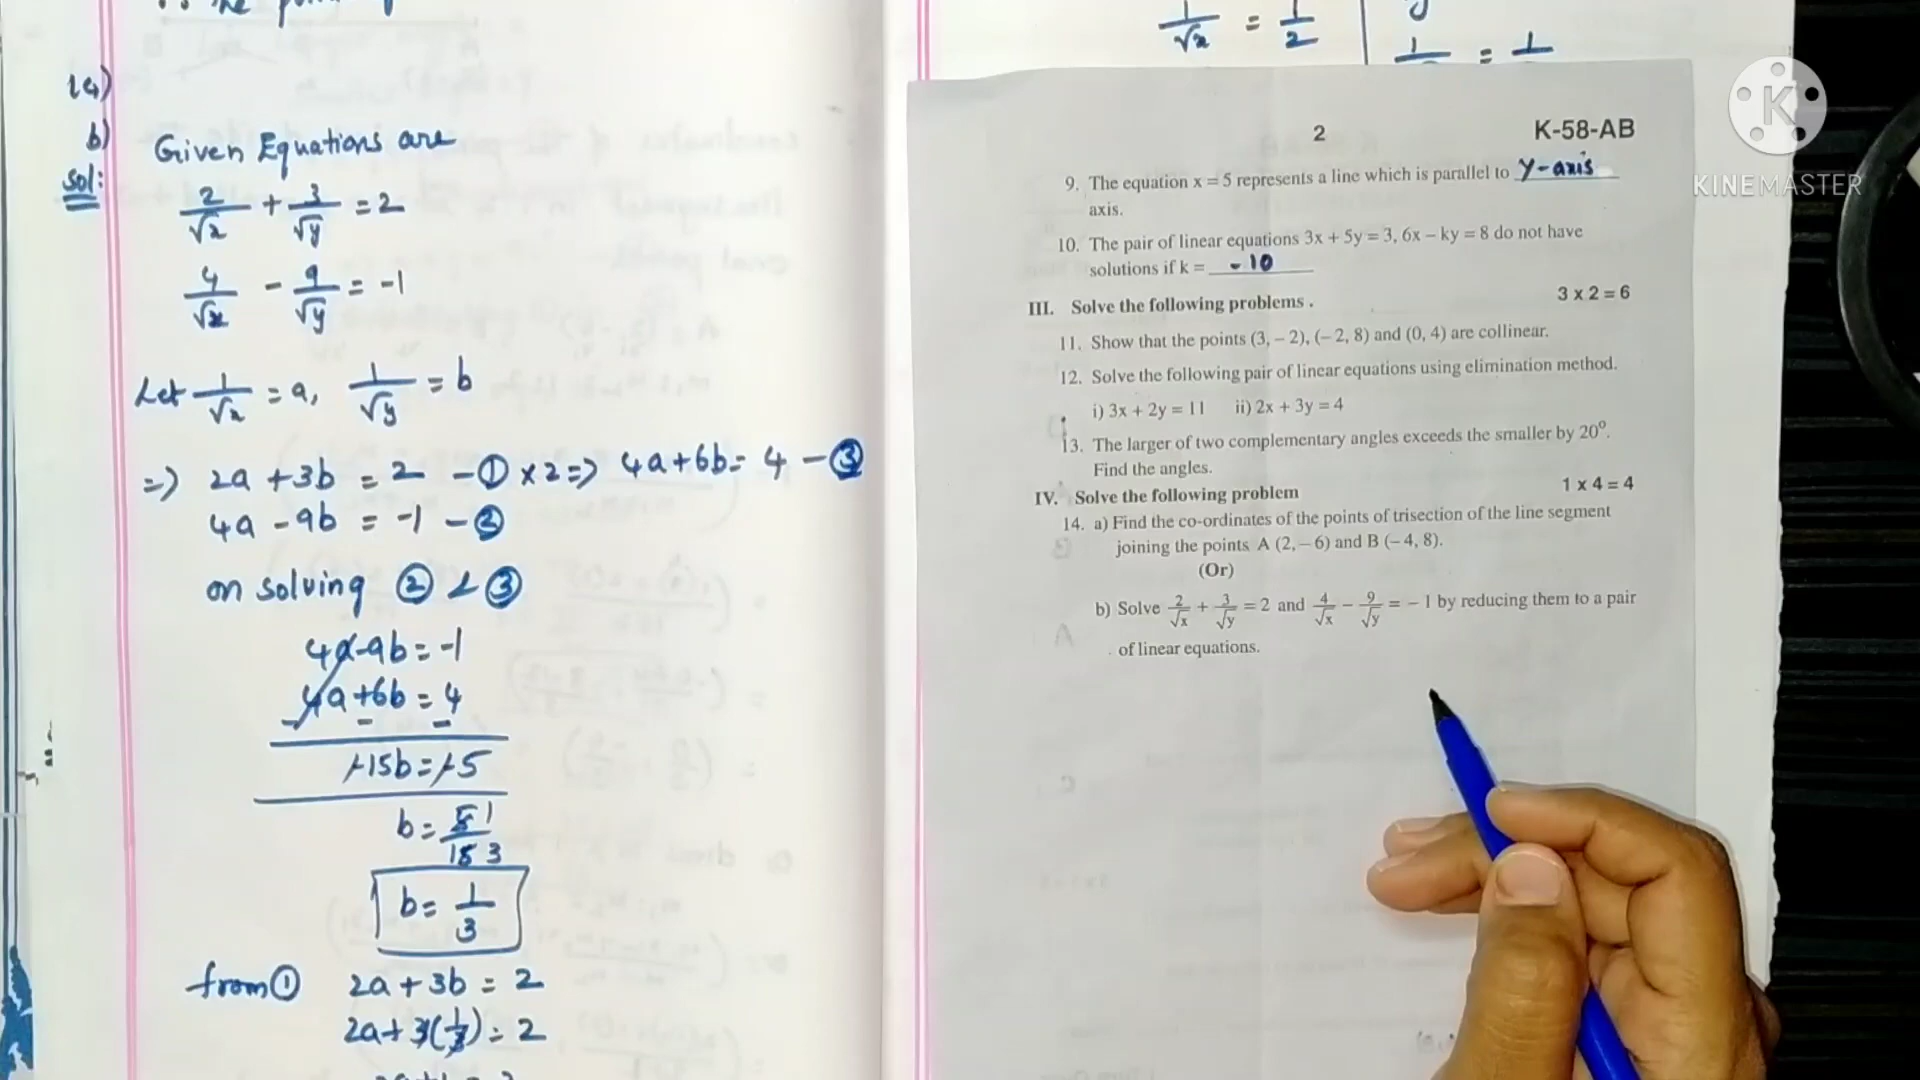 14)
b) Given Equations are
Sol:
2/√x + 3/√y = 2
4/√x - 9/√y = -1
Let 1/√x = a, 1/√y = b
=> 2a + 3b = 2 - ① × 2 => 4a + 6b = 4 - ③
4a - 9b = -1 - ②
on solving ② & ③
4a - 9b = -1
4a + 6b = 4
- - -
-15b = -5
b = 5/15 1/3
b = 1/3
from ① 2a + 3b = 2
2a + 3(1/3) = 2
1/√x = 1/2
2 K-58-AB
9. The equation x = 5 represents a line which is parallel to Y-axis
axis.
10. The pair of linear equations 3x + 5y = 3, 6x – ky = 8 do not have
solutions if k = -10
III. Solve the following problems . 3 x 2 = 6
11. Show that the points (3, – 2), (– 2, 8) and (0, 4) are collinear.
12. Solve the following pair of linear equations using elimination method.
i) 3x + 2y = 11 ii) 2x + 3y = 4
13. The larger of two complementary angles exceeds the smaller by 20°.
Find the angles.
IV. Solve the following problem 1 x 4 = 4
14. a) Find the co-ordinates of the points of trisection of the line segment
joining the points A (2, – 6) and B (– 4, 8).
(Or)
b) Solve 2/√x + 3/√y = 2 and 4/√x – 9/√y = – 1 by reducing them to a pair
of linear equations.
K
KINEMASTER